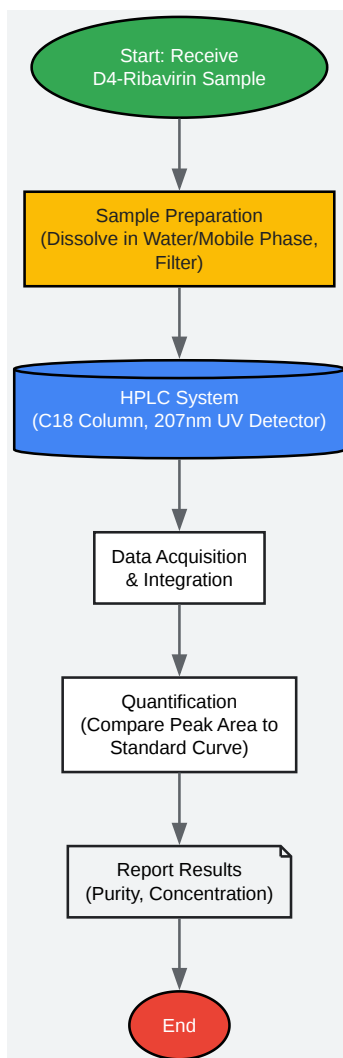 Start: Receive
D4-Ribavirin Sample
Sample Preparation
(Dissolve in Water/Mobile Phase,
Filter)
HPLC System
(C18 Column, 207nm UV Detector)
Data Acquisition
& Integration
Quantification
(Compare Peak Area to
Standard Curve)
Report Results
(Purity, Concentration)
End